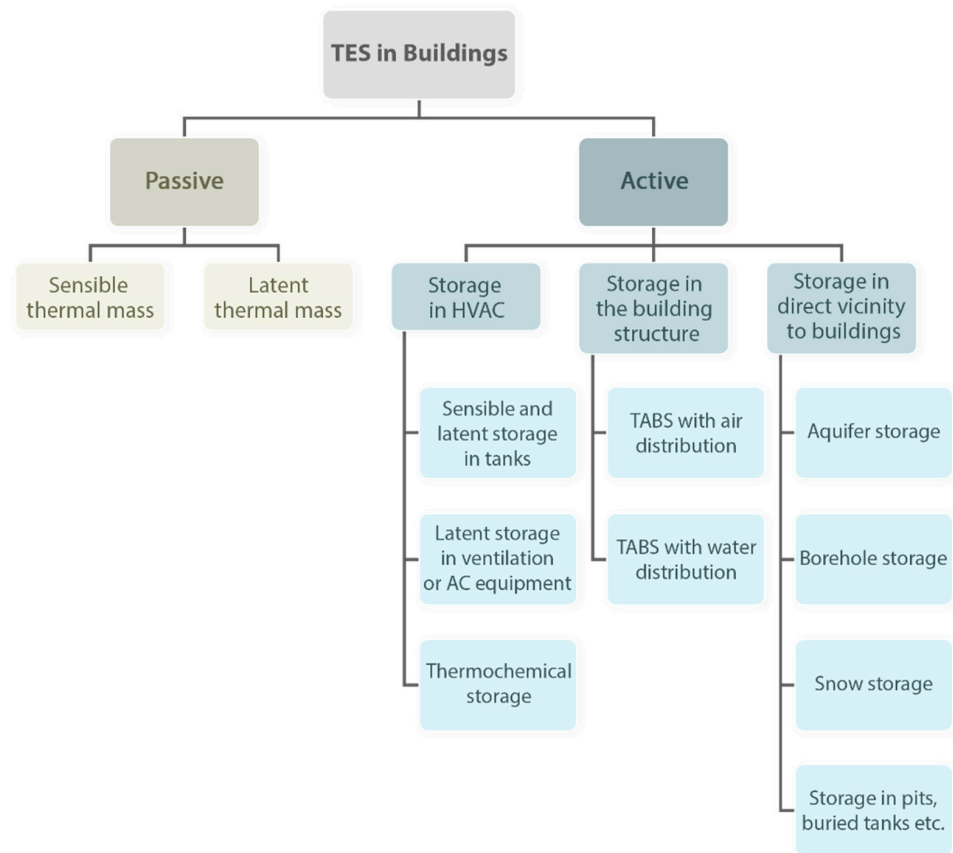 TES in Buildings
Passive
Active
Sensible
thermal mass
Latent
thermal mass
Storage
in HVAC
Storage in
the building
structure
Storage in
direct vicinity
to buildings
Sensible and
latent storage
in tanks
TABS with air
distribution
Aquifer storage
Latent storage
in ventilation
or AC equipment
TABS with water
distribution
Borehole storage
Thermochemical
storage
Snow storage
Storage in pits,
buried tanks etc.